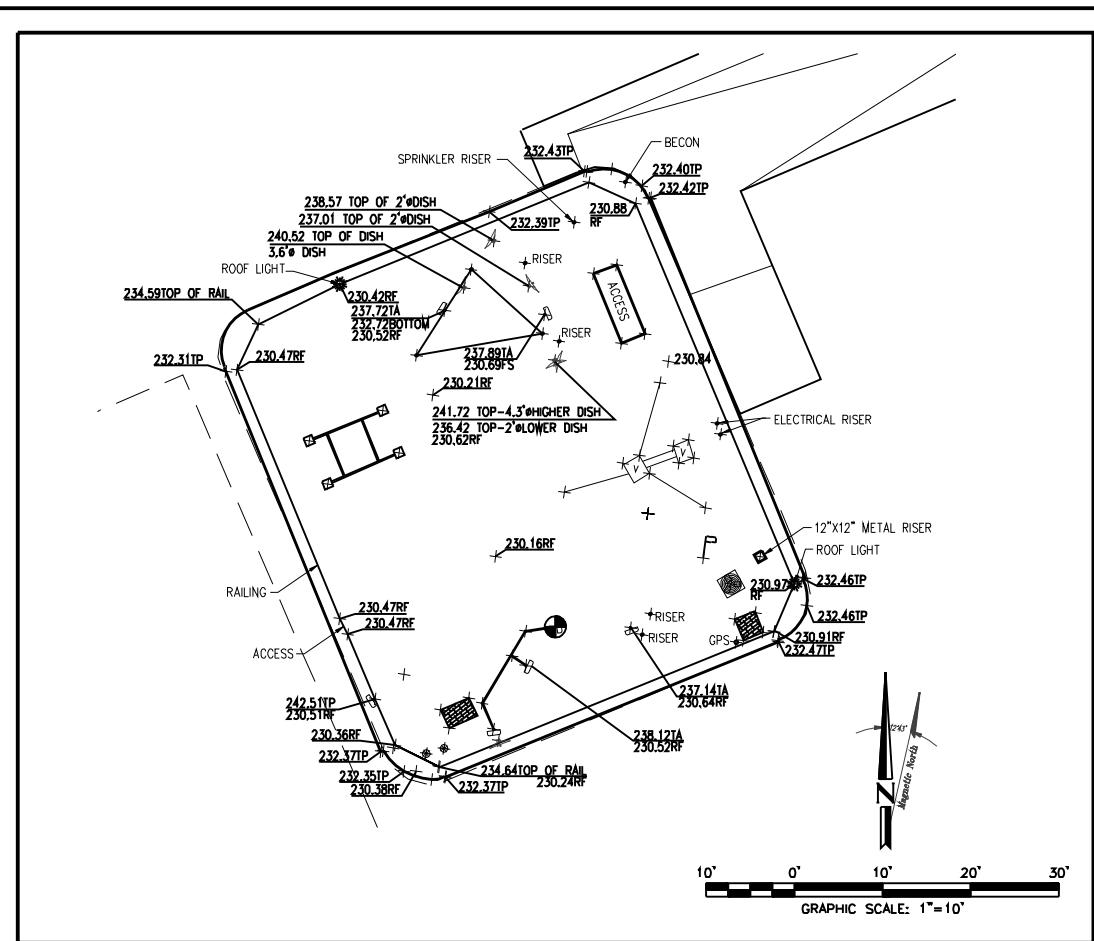 BECON
232.43TP
SPRINKLER RISER
232.40TP
232.42TP
238.57 TOP OF 2'øDISH
230.88
RF
237.01 TOP OF 2'øDISH
232.39TP
240.52 TOP OF DISH
3.6'ø DISH
RISER
ROOF LIGHT
ACCESS
234.59TOP OF RAIL
230.42RF
237.72TA
232.72BOTTOM
230.52RF
RISER
237.89TA
230.69FS
232.31TP
230.47RF
230.84
230.21RF
241.72 TOP-4.3'øHIGHER DISH
236.42 TOP-2'øLOWER DISH
230.62RF
ELECTRICAL RISER
V
V
12"X12" METAL RISER
230.16RF
ROOF LIGHT
230.97
RF
232.46TP
RAILING
230.47RF
232.46TP
RISER
230.47RF
RISER
GPS
230.91RF
232.47TP
ACCESS
237.14TA
230.64RF
242.51TP
230.51RF
238.12TA
230.52RF
230.36RF
232.37TP
234.64TOP OF RAIL
230.24RF
232.35TP
230.38RF
232.37TP
12°43'
Magnetic North
N
10' 0' 10' 20' 30'
GRAPHIC SCALE: 1"=10'